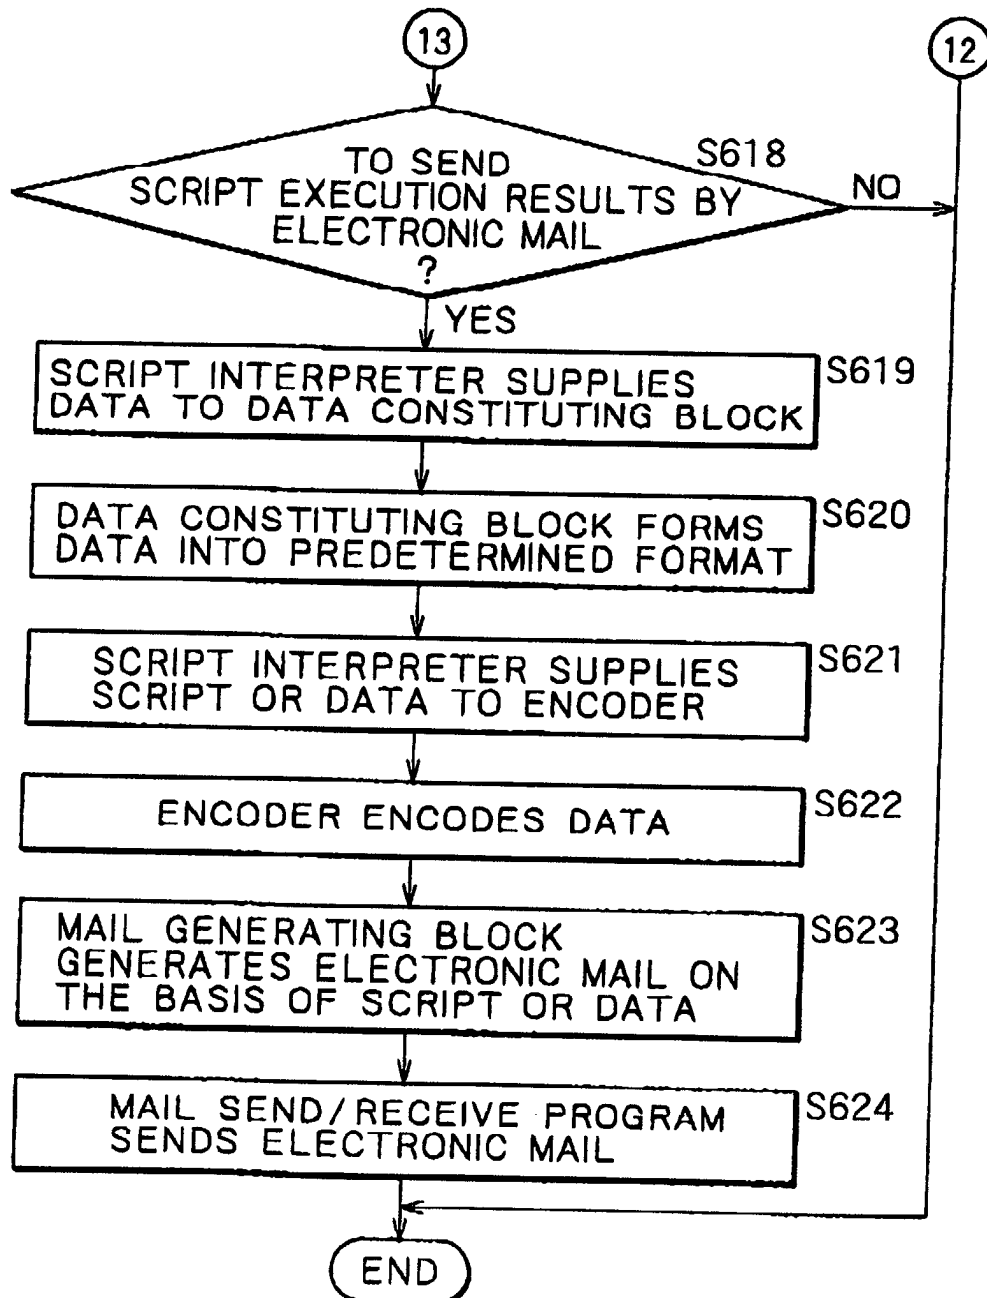 13
12
S618
TO SEND
SCRIPT EXECUTION RESULTS BY
ELECTRONIC MAIL
?
NO
YES
SCRIPT INTERPRETER SUPPLIES
DATA TO DATA CONSTITUTING BLOCK
S619
DATA CONSTITUTING BLOCK FORMS
DATA INTO PREDETERMINED FORMAT
S620
SCRIPT INTERPRETER SUPPLIES
SCRIPT OR DATA TO ENCODER
S621
ENCODER ENCODES DATA
S622
MAIL GENERATING BLOCK
GENERATES ELECTRONIC MAIL ON
THE BASIS OF SCRIPT OR DATA
S623
MAIL SEND/RECEIVE PROGRAM
SENDS ELECTRONIC MAIL
S624
END